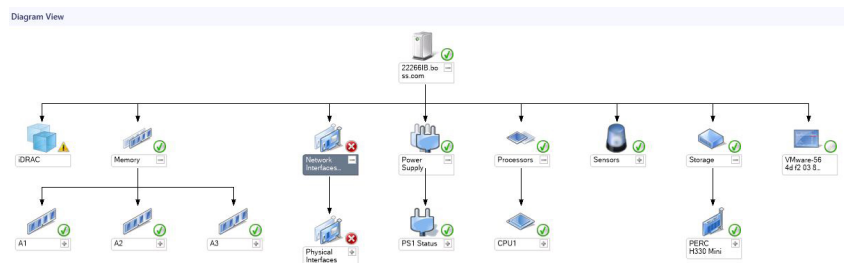 Diagram View
22266IB.bo
ss.com
iDRAC
Memory
Network
Interfaces...
Power
Supply
Processors
Sensors
Storage
VMware-56
4d f2 03 8...
A1
A2
A3
Physical
Interfaces
PS1 Status
CPU1
PERC
H330 Mini